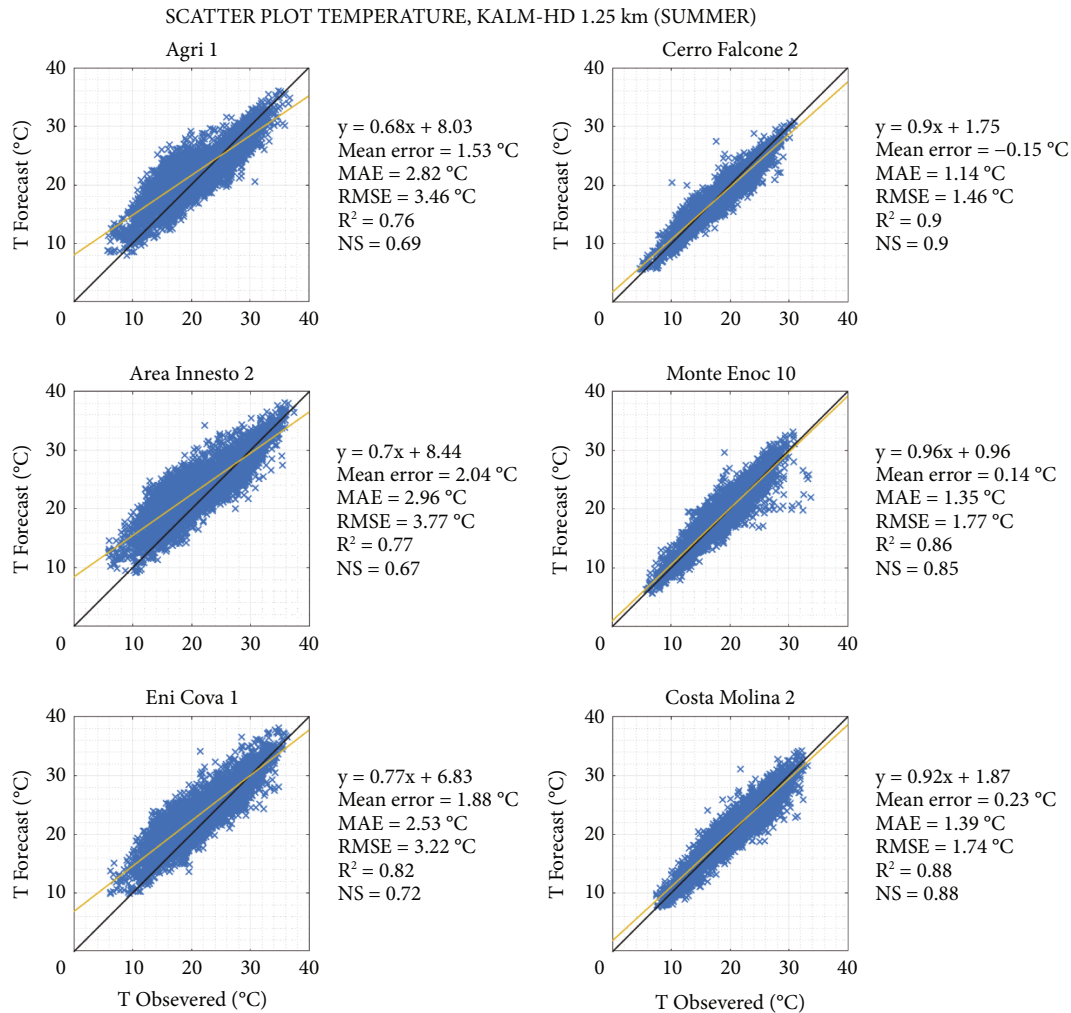 SCATTER PLOT TEMPERATURE, KALM-HD 1.25 km (SUMMER)
Agri 1
40
30
20
10
0
10
20
30
40
T Forecast (°C)
y = 0.68x + 8.03
Mean error = 1.53 °C
MAE = 2.82 °C
RMSE = 3.46 °C
R² = 0.76
NS = 0.69
Cerro Falcone 2
40
30
20
10
0
10
20
30
40
T Forecast (°C)
y = 0.9x + 1.75
Mean error = −0.15 °C
MAE = 1.14 °C
RMSE = 1.46 °C
R² = 0.9
NS = 0.9
Area Innesto 2
40
30
20
10
0
10
20
30
40
T Forecast (°C)
y = 0.7x + 8.44
Mean error = 2.04 °C
MAE = 2.96 °C
RMSE = 3.77 °C
R² = 0.77
NS = 0.67
Monte Enoc 10
40
30
20
10
0
10
20
30
40
T Forecast (°C)
y = 0.96x + 0.96
Mean error = 0.14 °C
MAE = 1.35 °C
RMSE = 1.77 °C
R² = 0.86
NS = 0.85
Eni Cova 1
40
30
20
10
0
10
20
30
40
T Forecast (°C)
T Obsevered (°C)
y = 0.77x + 6.83
Mean error = 1.88 °C
MAE = 2.53 °C
RMSE = 3.22 °C
R² = 0.82
NS = 0.72
Costa Molina 2
40
30
20
10
0
10
20
30
40
T Forecast (°C)
T Obsevered (°C)
y = 0.92x + 1.87
Mean error = 0.23 °C
MAE = 1.39 °C
RMSE = 1.74 °C
R² = 0.88
NS = 0.88